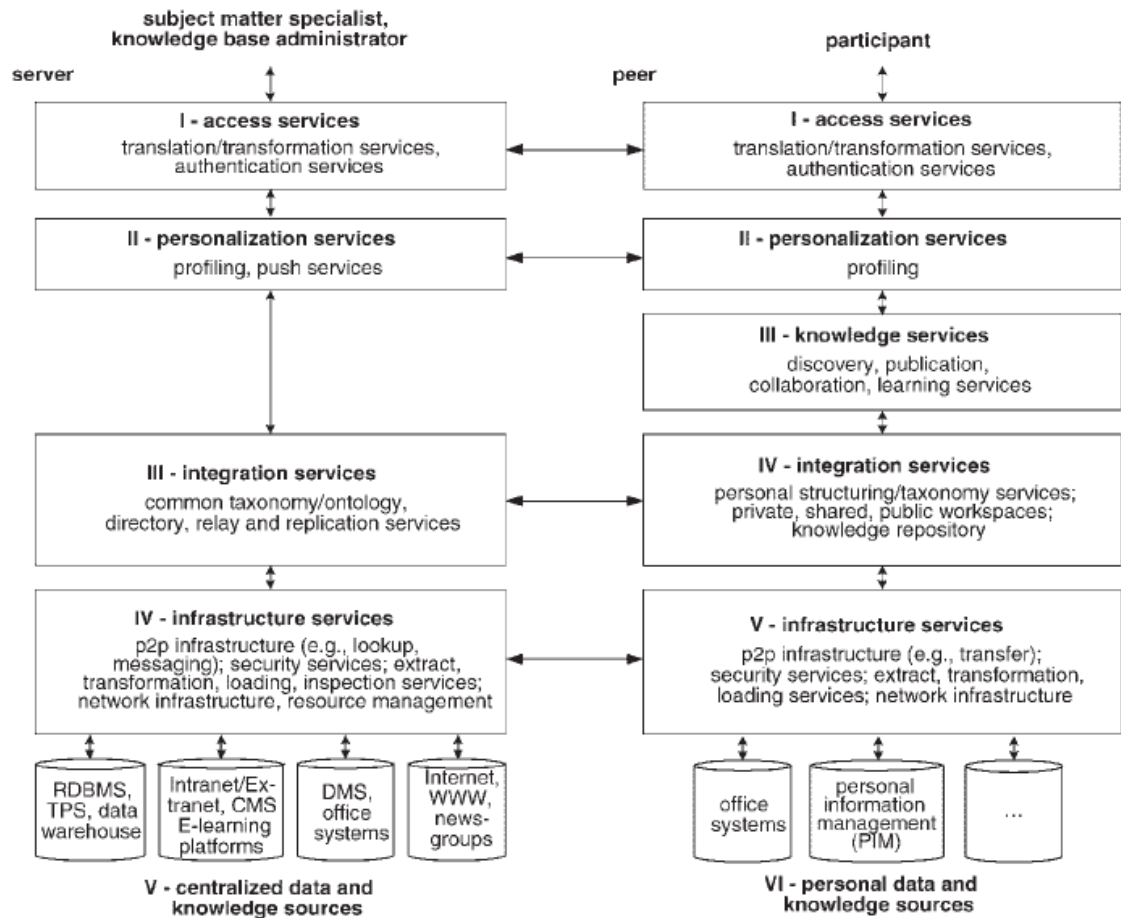 subject matter specialist,
knowledge base administrator
server
I - access services
translation/transformation services,
authentication services
II - personalization services
profiling, push services
III - integration services
common taxonomy/ontology,
directory, relay and replication services
IV - infrastructure services
p2p infrastructure (e.g., lookup,
messaging); security services; extract,
transformation, loading, inspection services;
network infrastructure, resource management
RDBMS,
TPS, data
warehouse
Intranet/Ex-
tranet, CMS
E-learning
platforms
DMS,
office
systems
Internet,
WWW,
news-
groups
V - centralized data and
knowledge sources
participant
peer
I - access services
translation/transformation services,
authentication services
II - personalization services
profiling
III - knowledge services
discovery, publication,
collaboration, learning services
IV - integration services
personal structuring/taxonomy services;
private, shared, public workspaces;
knowledge repository
V - infrastructure services
p2p infrastructure (e.g., transfer);
security services; extract, transformation,
loading services; network infrastructure
office
systems
personal
information
management
(PIM)
...
VI - personal data and
knowledge sources